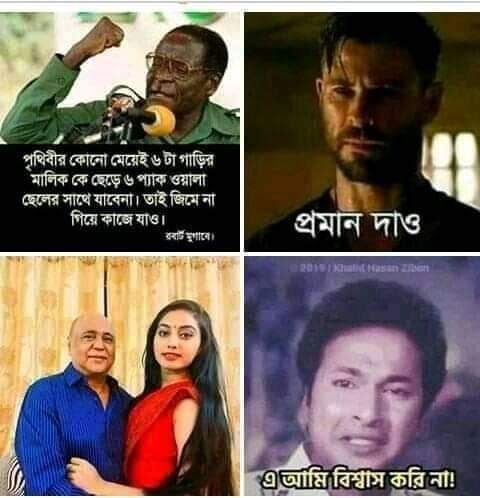 পৃথিবীর কোনো মেয়েই ৬ টা গাড়ির
মালিক কে ছেড়ে ৬ প্যাক ওয়ালা
ছেলের সাথে যাবেনা। তাই জিমে না
গিয়ে কাজে যাও।
রবার্ট মুগাবে।
প্রমান দাও
© 2019 | Khalid Hasan Zibon
এ আমি বিশ্বাস করি না!